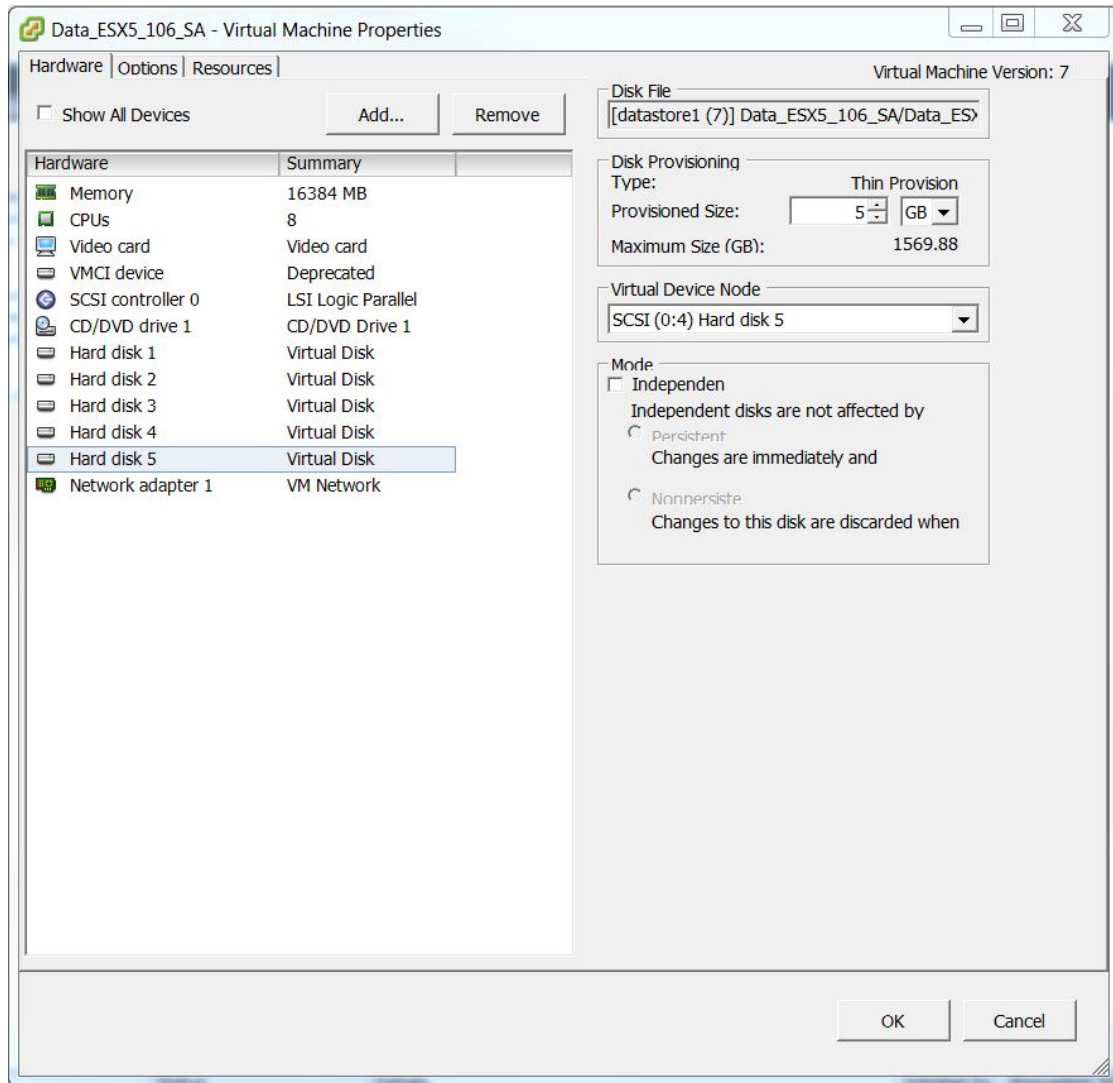 Data_ESX5_106_SA - Virtual Machine Properties
Hardware Options Resources
Virtual Machine Version: 7
Show All Devices
Add...
Remove
Hardware Summary
Memory 16384 MB
CPUs 8
Video card Video card
VMCI device Deprecated
SCSI controller 0 LSI Logic Parallel
CD/DVD drive 1 CD/DVD Drive 1
Hard disk 1 Virtual Disk
Hard disk 2 Virtual Disk
Hard disk 3 Virtual Disk
Hard disk 4 Virtual Disk
Hard disk 5 Virtual Disk
Network adapter 1 VM Network
Disk File
[datastore1 (7)] Data_ESX5_106_SA/Data_ESX
Disk Provisioning
Type: Thin Provision
Provisioned Size: 5 GB
Maximum Size (GB): 1569.88
Virtual Device Node
SCSI (0:4) Hard disk 5
Mode
Independen
Independent disks are not affected by
Persistent
Changes are immediately and
Nonpersiste
Changes to this disk are discarded when
OK
Cancel